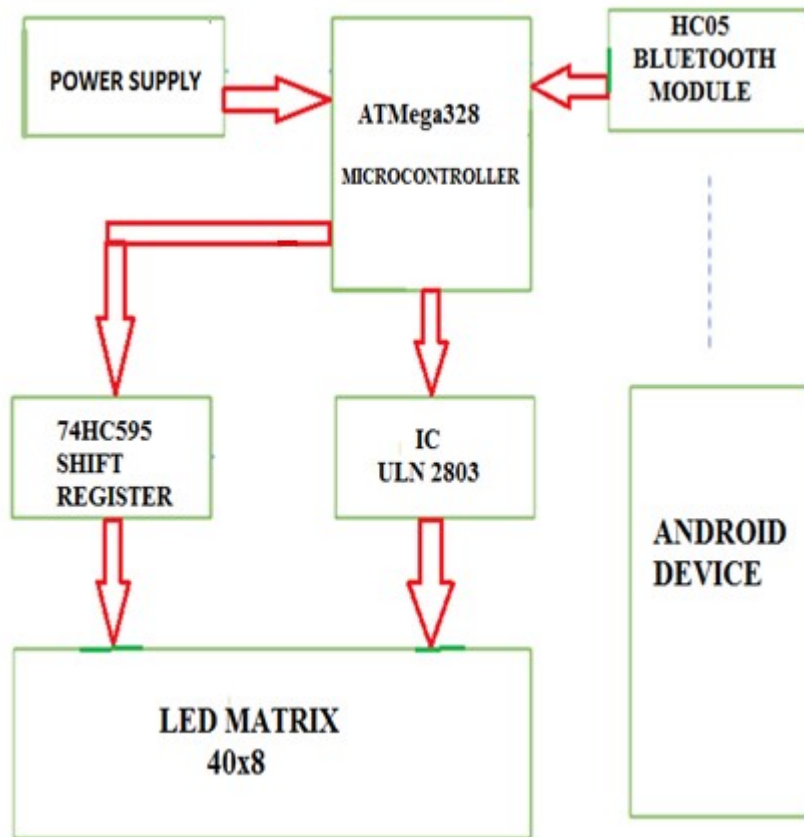 POWER SUPPLY
ATMega328
MICROCONTROLLER
HC05
BLUETOOTH
MODULE
74HC595
SHIFT
REGISTER
IC
ULN 2803
ANDROID
DEVICE
LED MATRIX
40x8